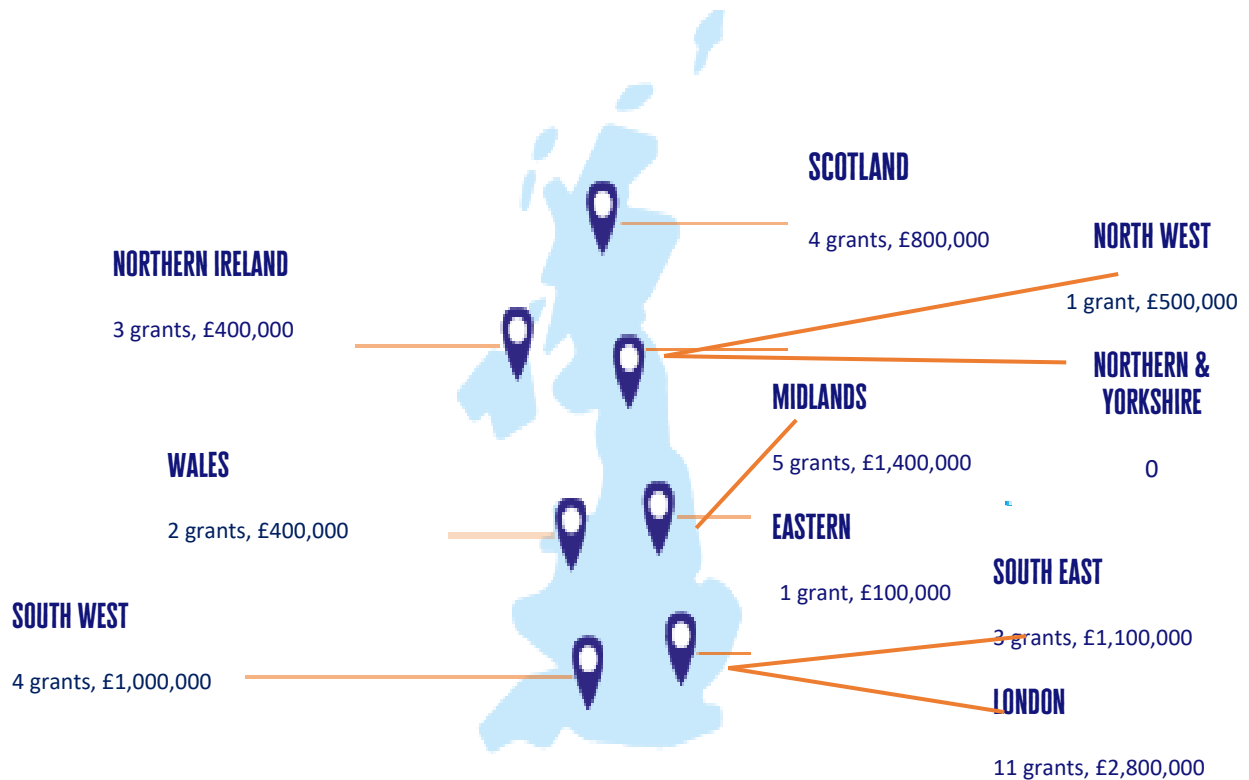 SCOTLAND
4 grants, £800,000
NORTH WEST
1 grant, £500,000
NORTHERN IRELAND
3 grants, £400,000
NORTHERN &
YORKSHIRE
0
MIDLANDS
5 grants, £1,400,000
WALES
2 grants, £400,000
EASTERN
1 grant, £100,000
SOUTH EAST
3 grants, £1,100,000
SOUTH WEST
4 grants, £1,000,000
LONDON
11 grants, £2,800,000